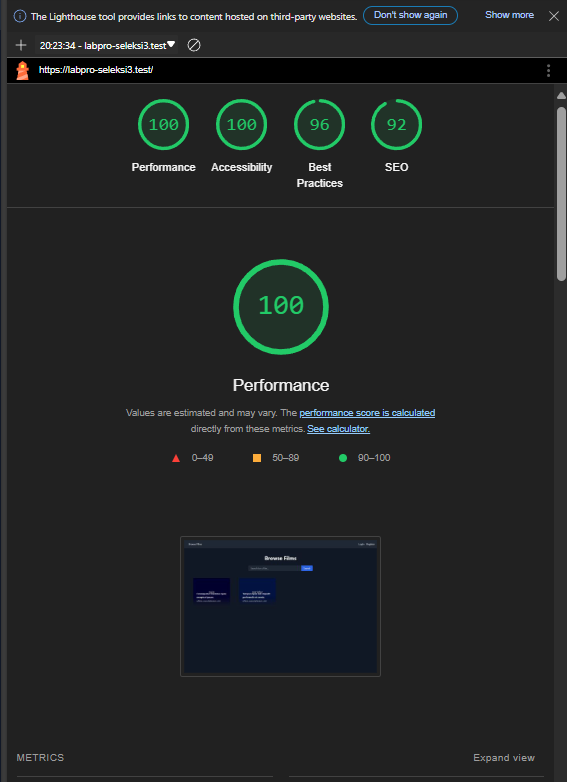 The Lighthouse tool provides links to content hosted on third-party websites. Don't show again Show more
20:23:34 - labpro-seleksi3.test
https://labpro-seleksi3.test/
100 100 96 92
Performance Accessibility Best Practices SEO
100
Performance
Values are estimated and may vary. The performance score is calculated
directly from these metrics. See calculator.
0–49 50–89 90–100
Browse Films
METRICS Expand view